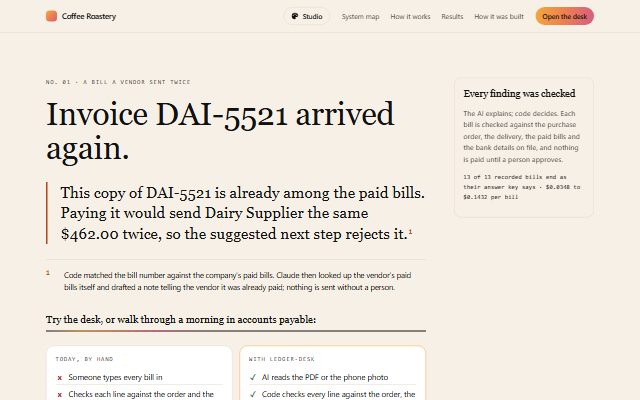 Coffee Roastery
Studio
System map
How it works
Results
How it was built
Open the desk
NO. 01 · A BILL A VENDOR SENT TWICE
Invoice DAI-5521 arrived
again.
This copy of DAI-5521 is already among the paid bills.
Paying it would send Dairy Supplier the same
$462.00 twice, so the suggested next step rejects it.¹
1 Code matched the bill number against the company's paid bills. Claude then looked up the vendor's paid
bills itself and drafted a note telling the vendor it was already paid; nothing is sent without a person.
Every finding was checked
The AI explains; code decides. Each
bill is checked against the purchase
order, the delivery, the paid bills and
the bank details on file, and nothing
is paid until a person approves.
13 of 13 recorded bills end as
their answer key says · $0.0348 to
$0.1432 per bill
Try the desk, or walk through a morning in accounts payable:
TODAY, BY HAND
x Someone types every bill in
x Checks each line against the order and the
WITH LEDGER-DESK
✓ AI reads the PDF or the phone photo
✓ Code checks every line against the order, the